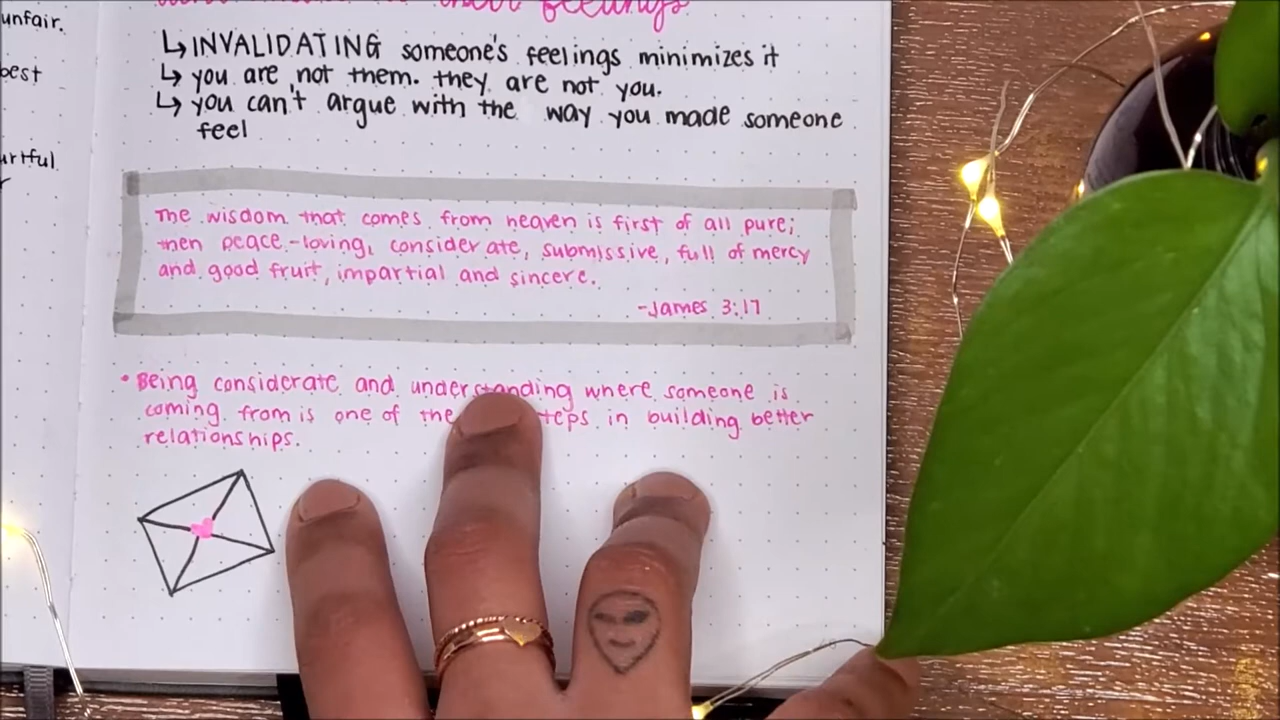 unfair.
best
their feelings
↳ INVALIDATING someone's feelings minimizes it
↳ you are not them. they are not you.
↳ you can't argue with the way you made someone
feel
The wisdom that comes from heaven is first of all pure;
then peace-loving, considerate, submissive, full of mercy
and good fruit, impartial and sincere.
-James 3:17
• Being considerate and understanding where someone is
coming from is one of the in building better
relationships.